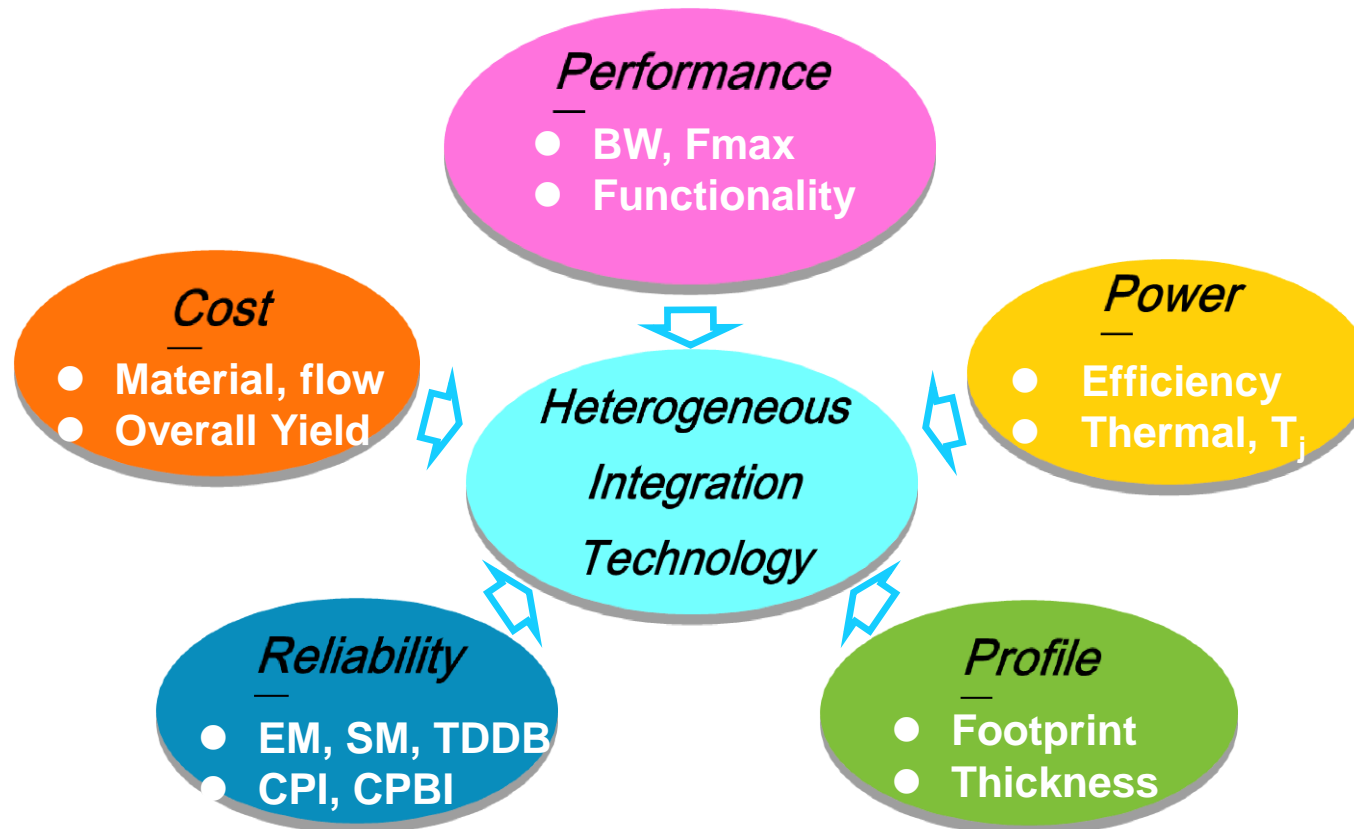 Performance
● BW, Fmax
● Functionality
Cost
● Material, flow
● Overall Yield
Power
● Efficiency
● Thermal, Tj
Heterogeneous
Integration
Technology
Reliability
● EM, SM, TDDB
● CPI, CPBI
Profile
● Footprint
● Thickness